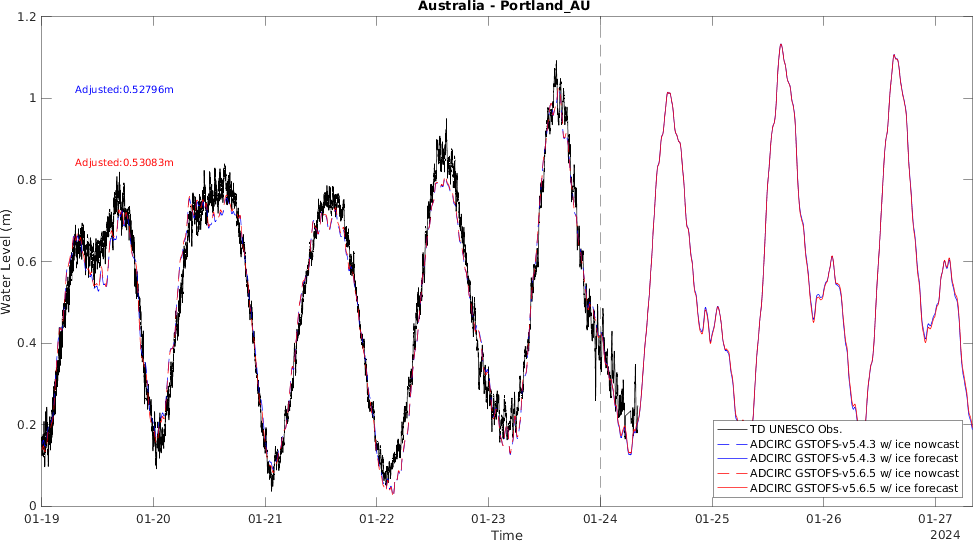 Australia - Portland_AU
1.2
1
0.8
0.6
0.4
0.2
0
Water Level (m)
Adjusted:0.52796m
Adjusted:0.53083m
TD UNESCO Obs.
ADCIRC GSTOFS-v5.4.3 w/ ice nowcast
ADCIRC GSTOFS-v5.4.3 w/ ice forecast
ADCIRC GSTOFS-v5.6.5 w/ ice nowcast
ADCIRC GSTOFS-v5.6.5 w/ ice forecast
01-19 01-20 01-21 01-22 01-23 01-24 01-25 01-26 01-27
Time
2024